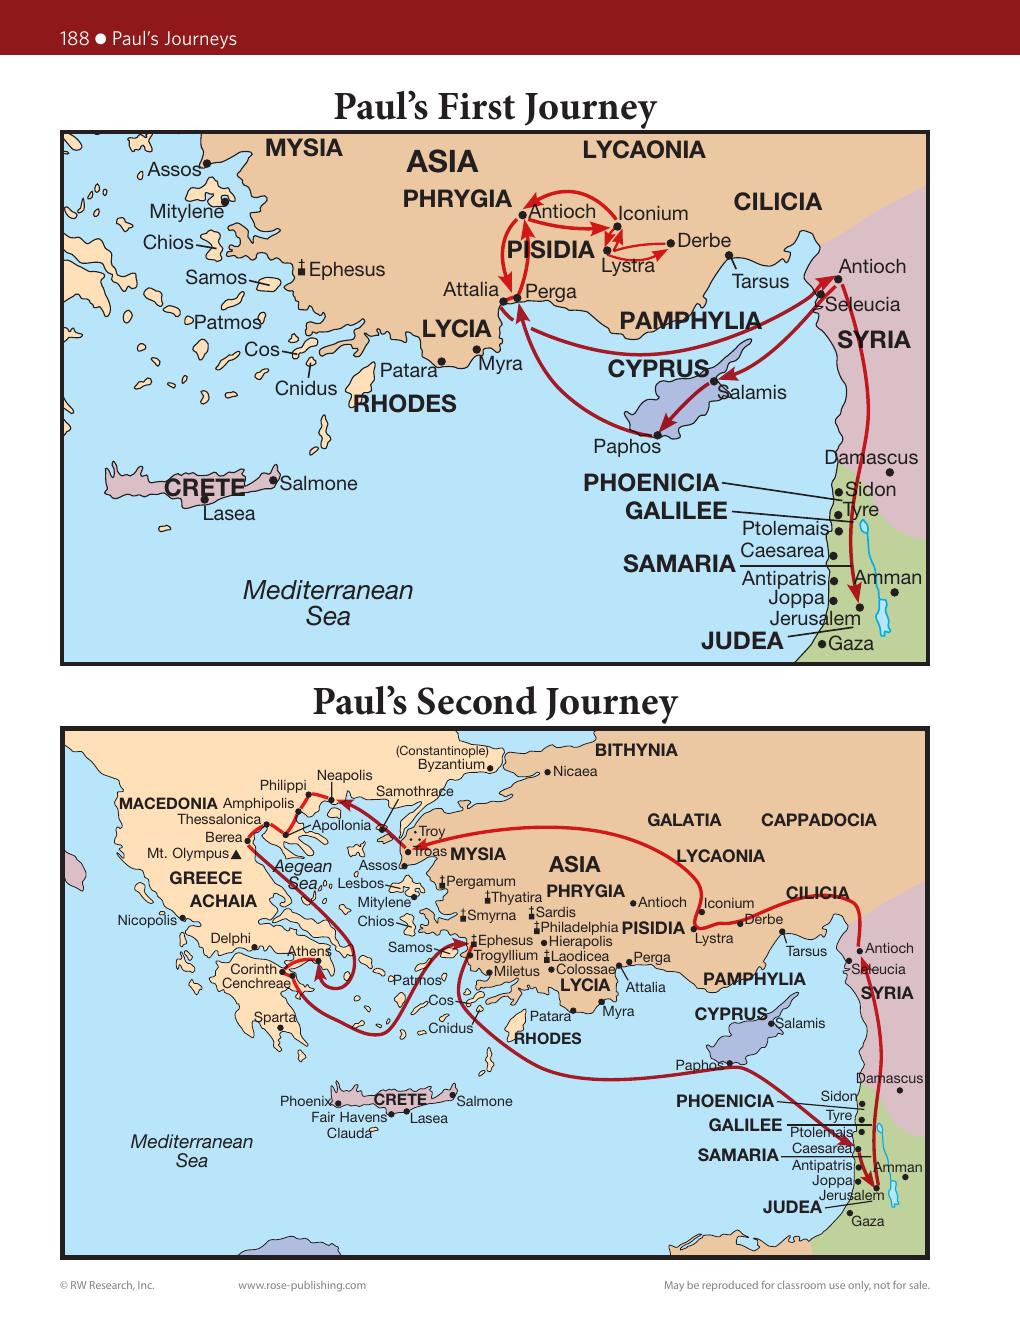 188 ● Paul’s Journeys
Paul’s First Journey
MYSIA
ASIA
LYCAONIA
Assos
PHRYGIA
CILICIA
Mitylene
Antioch
Iconium
Chios
PISIDIA
Derbe
Samos
Ephesus
Lystra
Tarsus
Antioch
Attalia
Perga
Seleucia
Patmos
LYCIA
PAMPHYLIA
SYRIA
Cos
Patara
Myra
CYPRUS
Cnidus
RHODES
Salamis
Paphos
Damascus
CRETE
Salmone
PHOENICIA
Sidon
Lasea
GALILEE
Tyre
Ptolemais
SAMARIA
Caesarea
Mediterranean
Sea
Antipatris
Amman
Joppa
Jerusalem
JUDEA
Gaza
Paul’s Second Journey
(Constantinople)
Byzantium
BITHYNIA
Nicaea
Neapolis
Philippi
Samothrace
MACEDONIA
Amphipolis
Thessalonica
Apollonia
Troy
GALATIA
CAPPADOCIA
Berea
Troas
Mt. Olympus
Aegean
Sea
Assos
MYSIA
ASIA
LYCAONIA
GREECE
Lesbos
Pergamum
PHRYGIA
CILICIA
ACHAIA
Mitylene
Thyatira
Antioch
Iconium
Nicopolis
Chios
Smyrna
Sardis
Philadelphia
PISIDIA
Derbe
Delphi
Athens
Samos
Ephesus
Hierapolis
Lystra
Tarsus
Antioch
Corinth
Trogyllium
Laodicea
Perga
Seleucia
Cenchreae
Patmos
Miletus
Colossae
LYCIA
Attalia
PAMPHYLIA
SYRIA
Sparta
Cos
Patara
Myra
CYPRUS
Salamis
Cnidus
RHODES
Paphos
Damascus
Phoenix
CRETE
Salmone
PHOENICIA
Sidon
Fair Havens
Lasea
Tyre
Clauda
GALILEE
Ptolemais
Mediterranean
Sea
SAMARIA
Caesarea
Antipatris
Amman
Joppa
Jerusalem
JUDEA
Gaza
© RW Research, Inc.
www.rose-publishing.com
May be reproduced for classroom use only, not for sale.